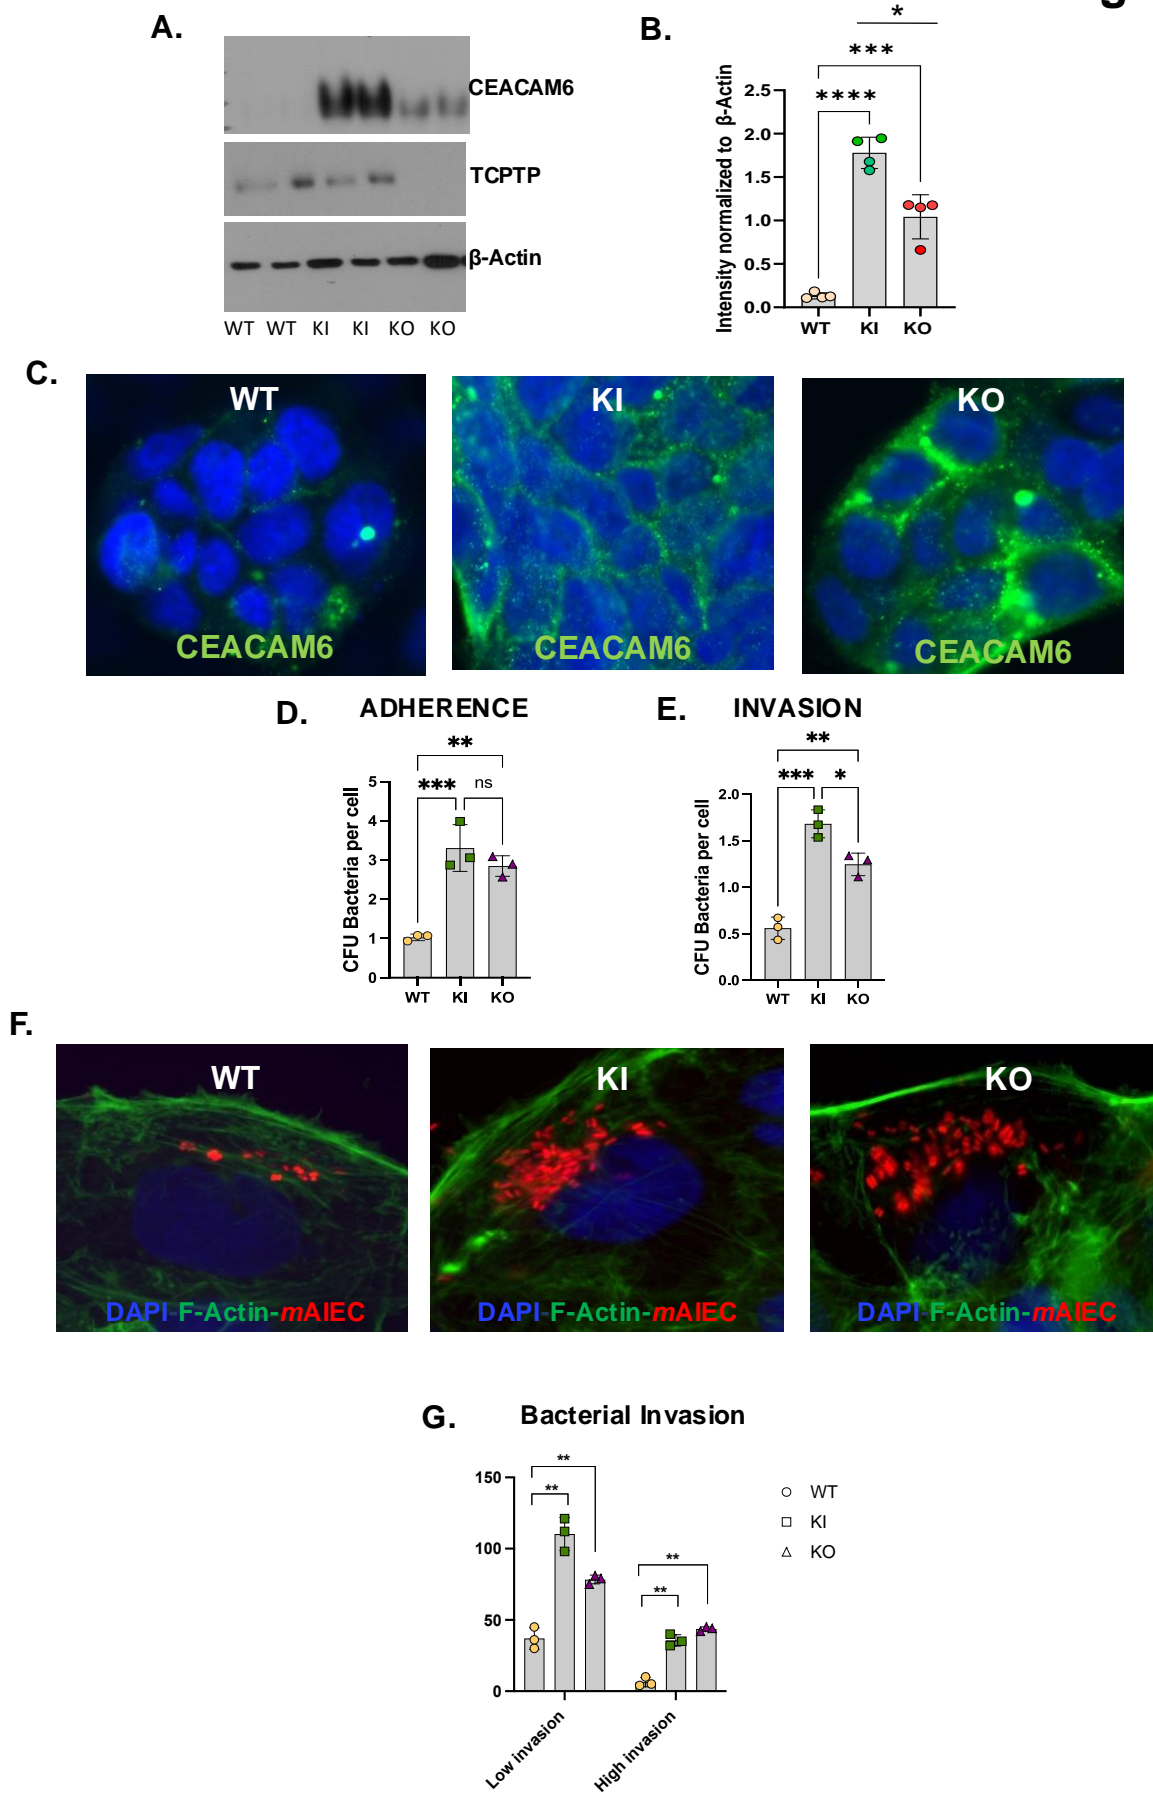 A.
CEACAM6
TCPTP
β-Actin
WT WT KI KI KO KO
B.
*
***
****
Intensity normalized to β-Actin
2.5
2.0
1.5
1.0
0.5
0.0
WT KI KO
C.
WT
CEACAM6
KI
CEACAM6
KO
CEACAM6
D.
ADHERENCE
**
*** ns
CFU Bacteria per cell
5
4
3
2
1
0
WT KI KO
E.
INVASION
**
*** *
CFU Bacteria per cell
2.0
1.5
1.0
0.5
0.0
WT KI KO
F.
WT
DAPI-F-Actin-mAIEC
KI
DAPI-F-Actin-mAIEC
KO
DAPI-F-Actin-mAIEC
G.
Bacterial Invasion
**
**
**
**
150
100
50
0
Low invasion
High invasion
WT
KI
KO